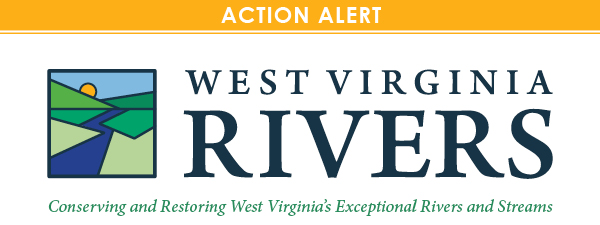 ACTION ALERT
WEST VIRGINIA
RIVERS
Conserving and Restoring West Virginia's Exceptional Rivers and Streams